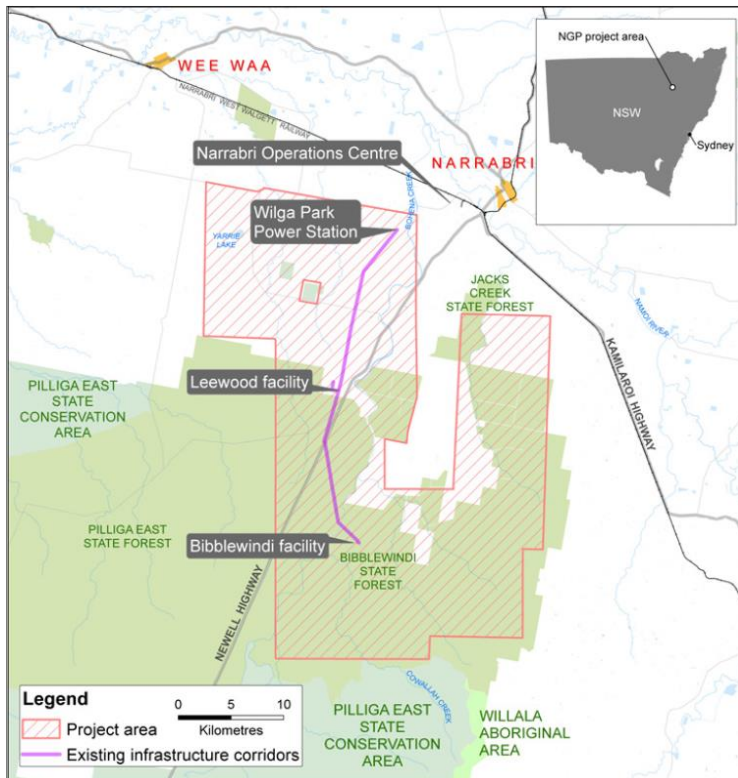 WEE WAA
NARRABRI WEST WALGETT RAILWAY
NGP project area
NSW
Sydney
Narrabri Operations Centre
NARRABRI
BOHENA CREEK
Wilga Park
Power Station
YARRIE
LAKE
JACKS
CREEK
STATE FOREST
NAMOI RIVER
KAMILAROI HIGHWAY
Leewood facility
PILLIGA EAST
STATE
CONSERVATION
AREA
PILLIGA EAST
STATE FOREST
Bibblewindi facility
BIBBLEWINDI
STATE
FOREST
NEWELL HIGHWAY
COWALLAH CREEK
PILLIGA EAST
STATE
CONSERVATION
AREA
WILLALA
ABORIGINAL
AREA
Legend
Project area
Existing infrastructure corridors
0 5 10
Kilometres